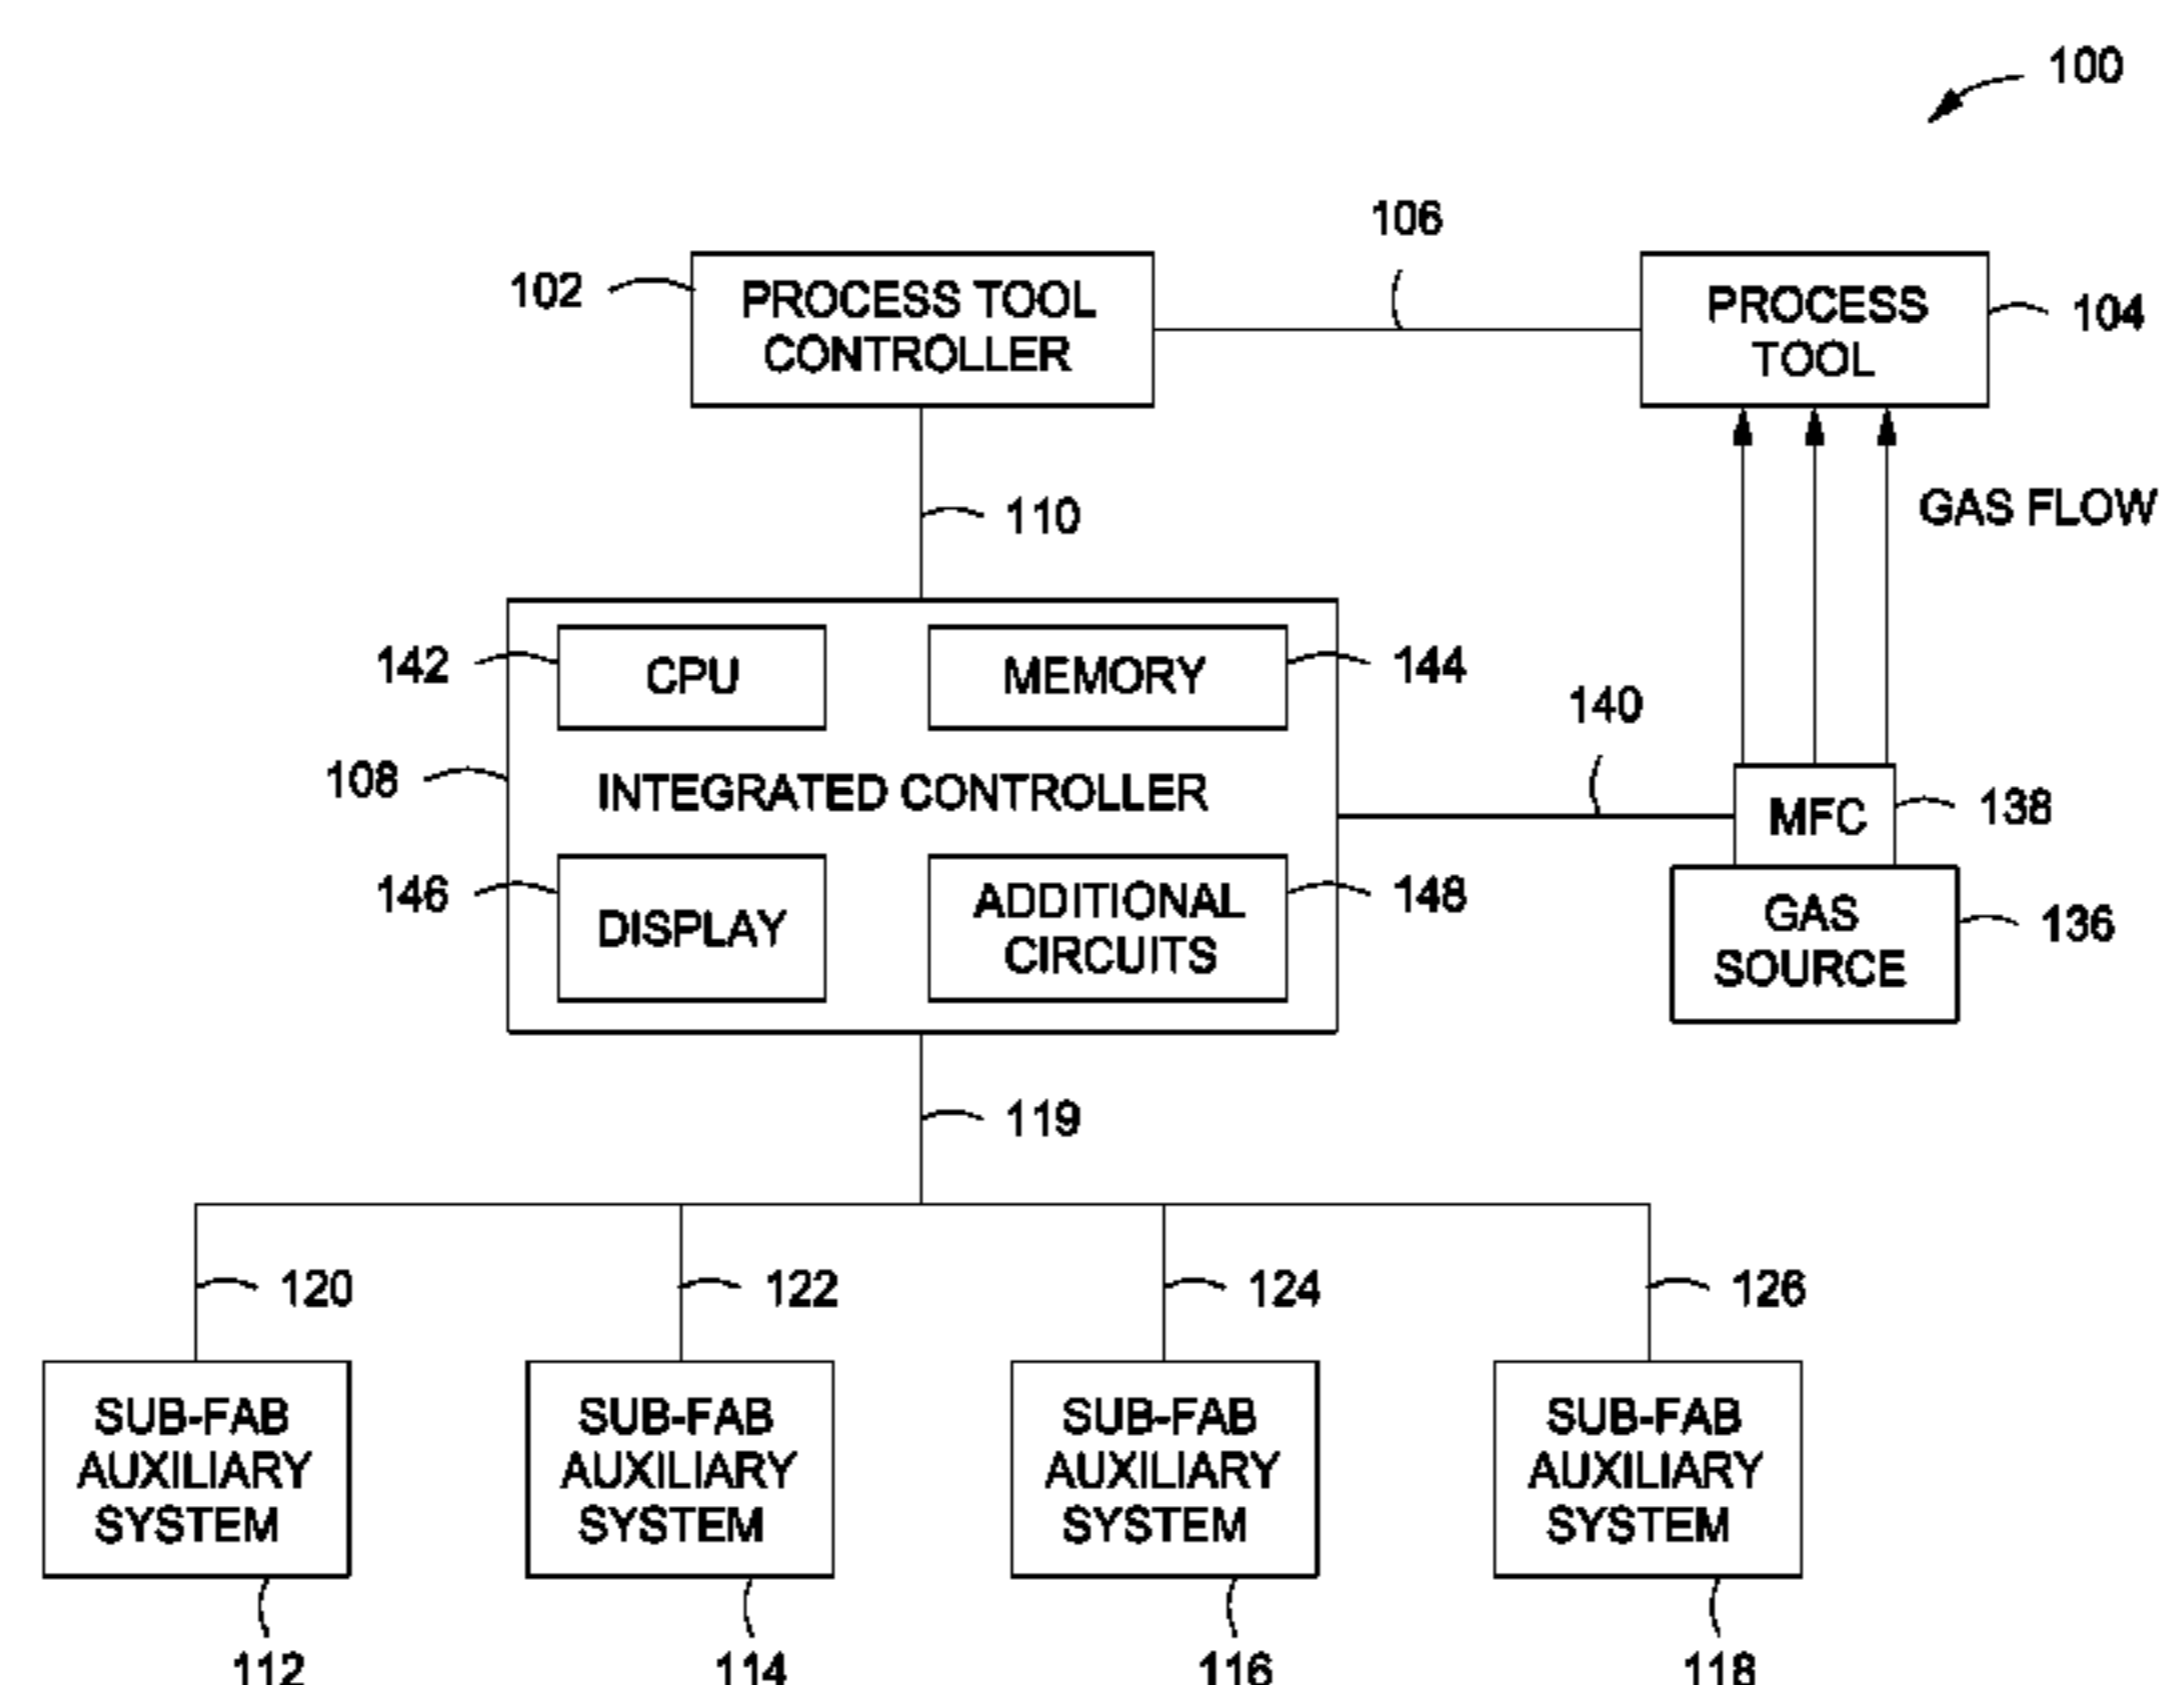 100
106
102
PROCESS TOOL
CONTROLLER
PROCESS
TOOL
104
110
GAS FLOW
142
CPU
MEMORY
144
140
108
INTEGRATED CONTROLLER
MFC
138
146
DISPLAY
ADDITIONAL
CIRCUITS
148
GAS
SOURCE
136
119
120
122
124
126
SUB-FAB
AUXILIARY
SYSTEM
SUB-FAB
AUXILIARY
SYSTEM
SUB-FAB
AUXILIARY
SYSTEM
SUB-FAB
AUXILIARY
SYSTEM
112
114
116
118